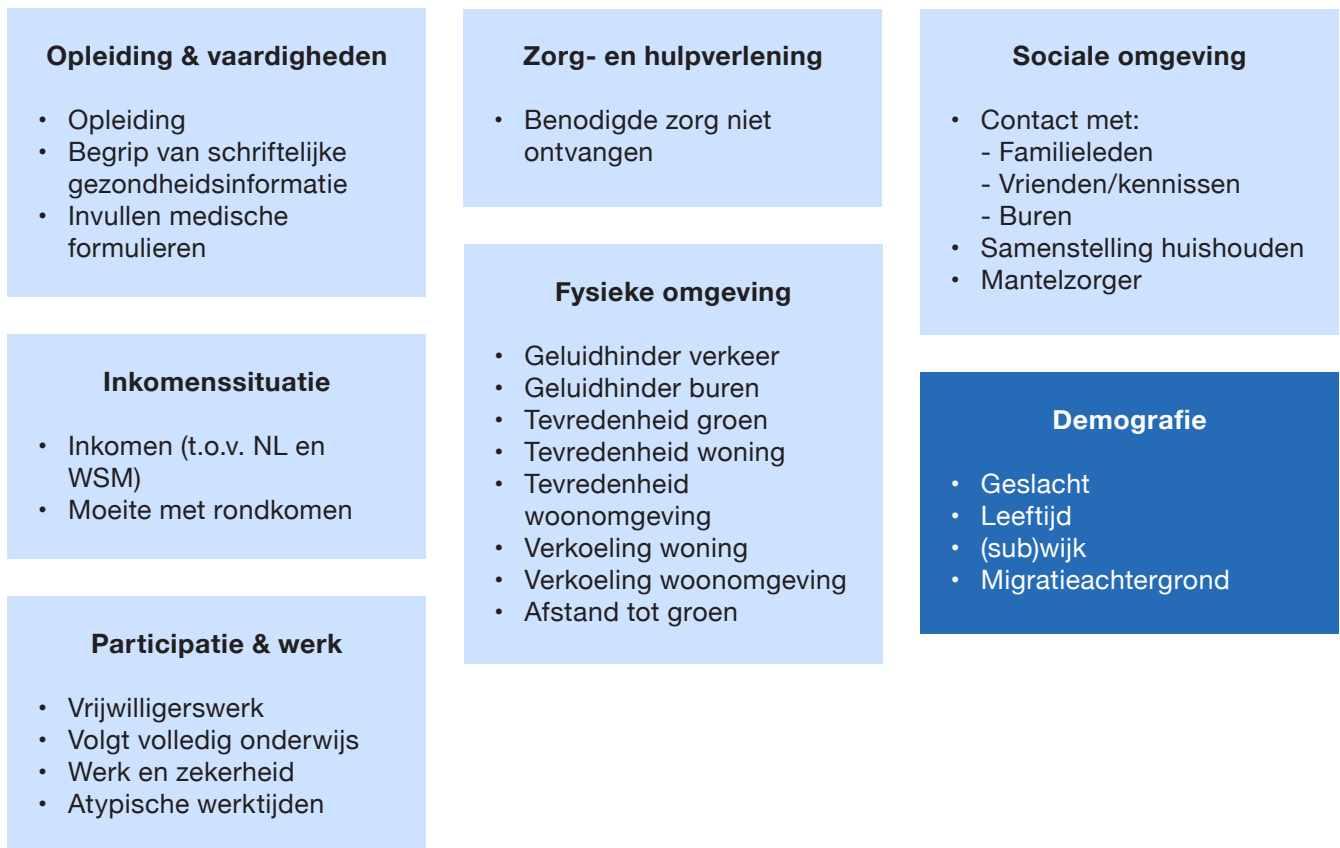 Opleiding & vaardigheden
• Opleiding
• Begrip van schriftelijke
gezondheidsinformatie
• Invullen medische
formulieren
Inkomenssituatie
• Inkomen (t.o.v. NL en
WSM)
• Moeite met rondkomen
Participatie & werk
• Vrijwilligerswerk
• Volgt volledig onderwijs
• Werk en zekerheid
• Atypische werktijden
Zorg- en hulpverlening
• Benodigde zorg niet
ontvangen
Fysieke omgeving
• Geluidhinder verkeer
• Geluidhinder buren
• Tevredenheid groen
• Tevredenheid woning
• Tevredenheid
woonomgeving
• Verkoeling woning
• Verkoeling woonomgeving
• Afstand tot groen
Sociale omgeving
• Contact met:
- Familieleden
- Vrienden/kennissen
- Buren
• Samenstelling huishouden
• Mantelzorger
Demografie
• Geslacht
• Leeftijd
• (sub)wijk
• Migratieachtergrond